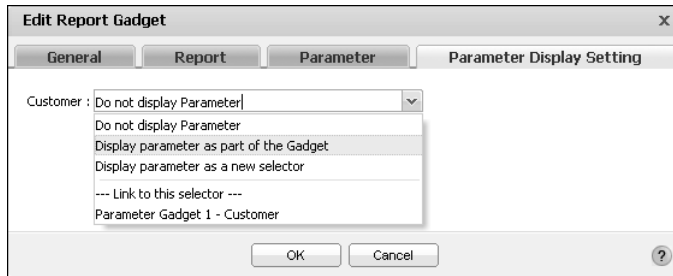 Edit Report Gadget x
General Report Parameter Parameter Display Setting
Customer : Do not display Parameter
Do not display Parameter
Display parameter as part of the Gadget
Display parameter as a new selector
--- Link to this selector ---
Parameter Gadget 1 - Customer
OK Cancel ?